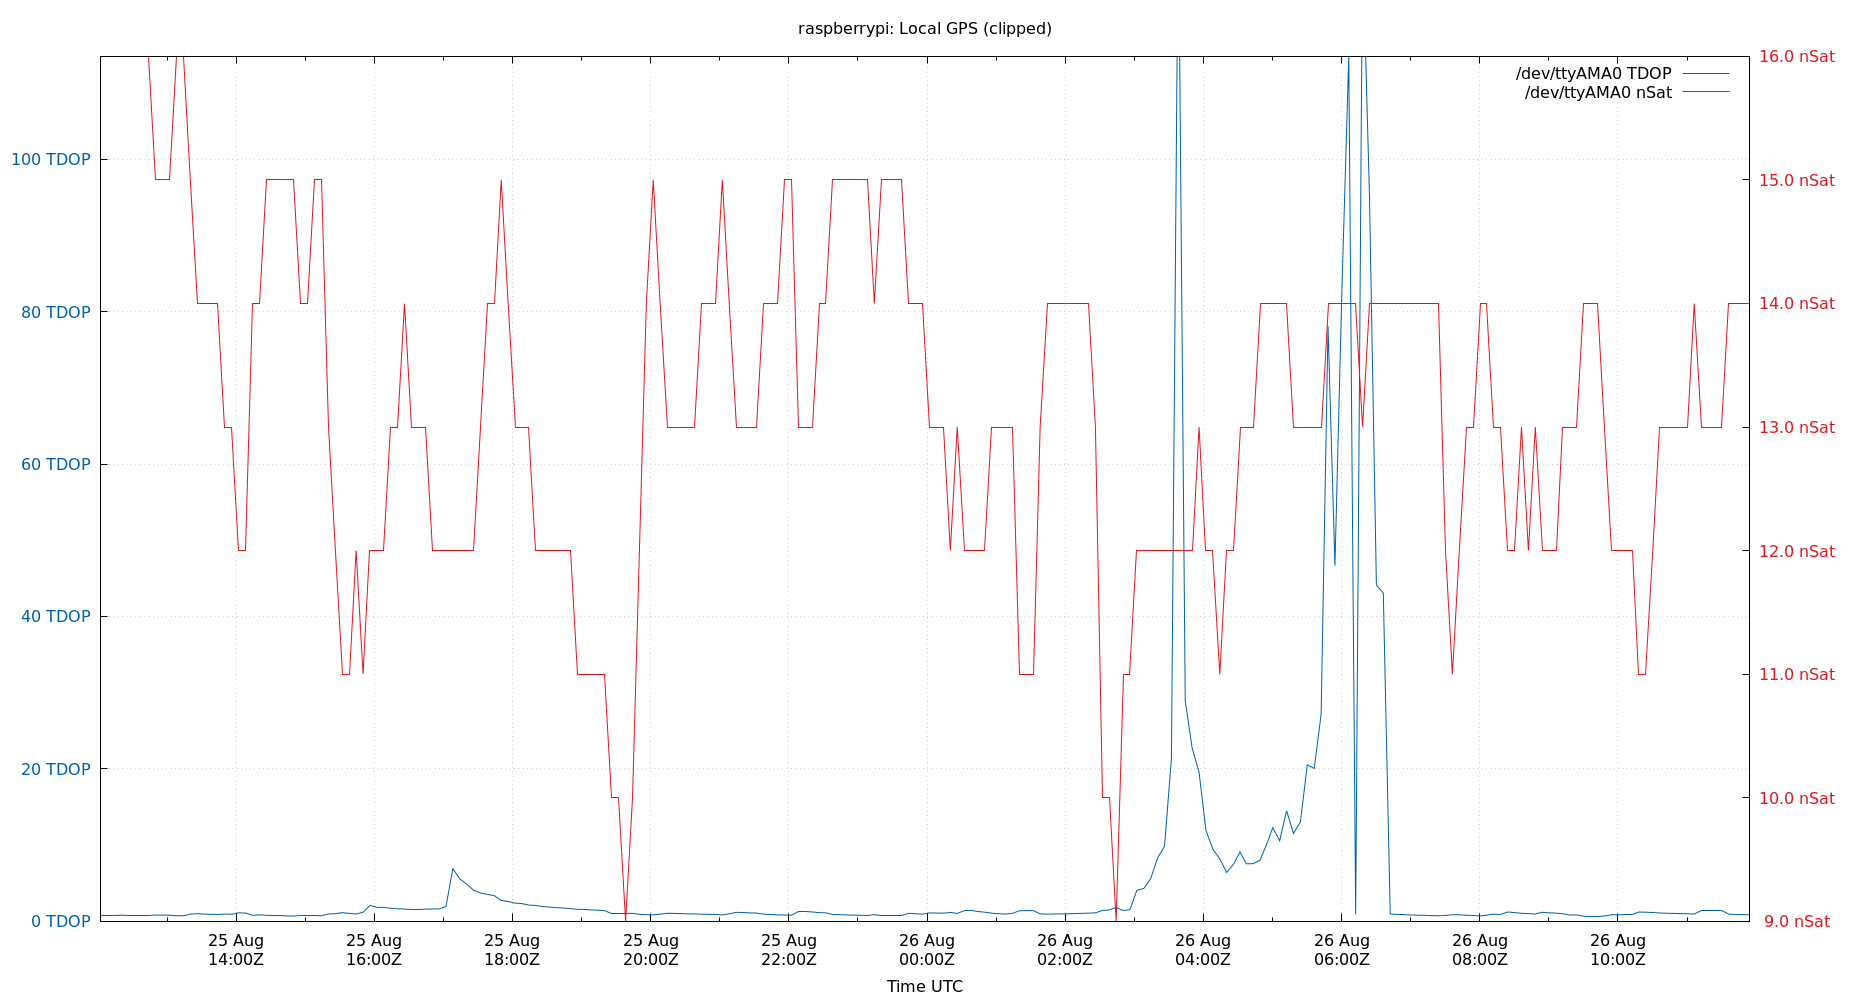 raspberrypi: Local GPS (clipped)
/dev/ttyAMA0 TDOP
/dev/ttyAMA0 nSat
100 TDOP
80 TDOP
60 TDOP
40 TDOP
20 TDOP
0 TDOP
16.0 nSat
15.0 nSat
14.0 nSat
13.0 nSat
12.0 nSat
11.0 nSat
10.0 nSat
9.0 nSat
25 Aug
14:00Z
25 Aug
16:00Z
25 Aug
18:00Z
25 Aug
20:00Z
25 Aug
22:00Z
26 Aug
00:00Z
26 Aug
02:00Z
26 Aug
04:00Z
26 Aug
06:00Z
26 Aug
08:00Z
26 Aug
10:00Z
Time UTC